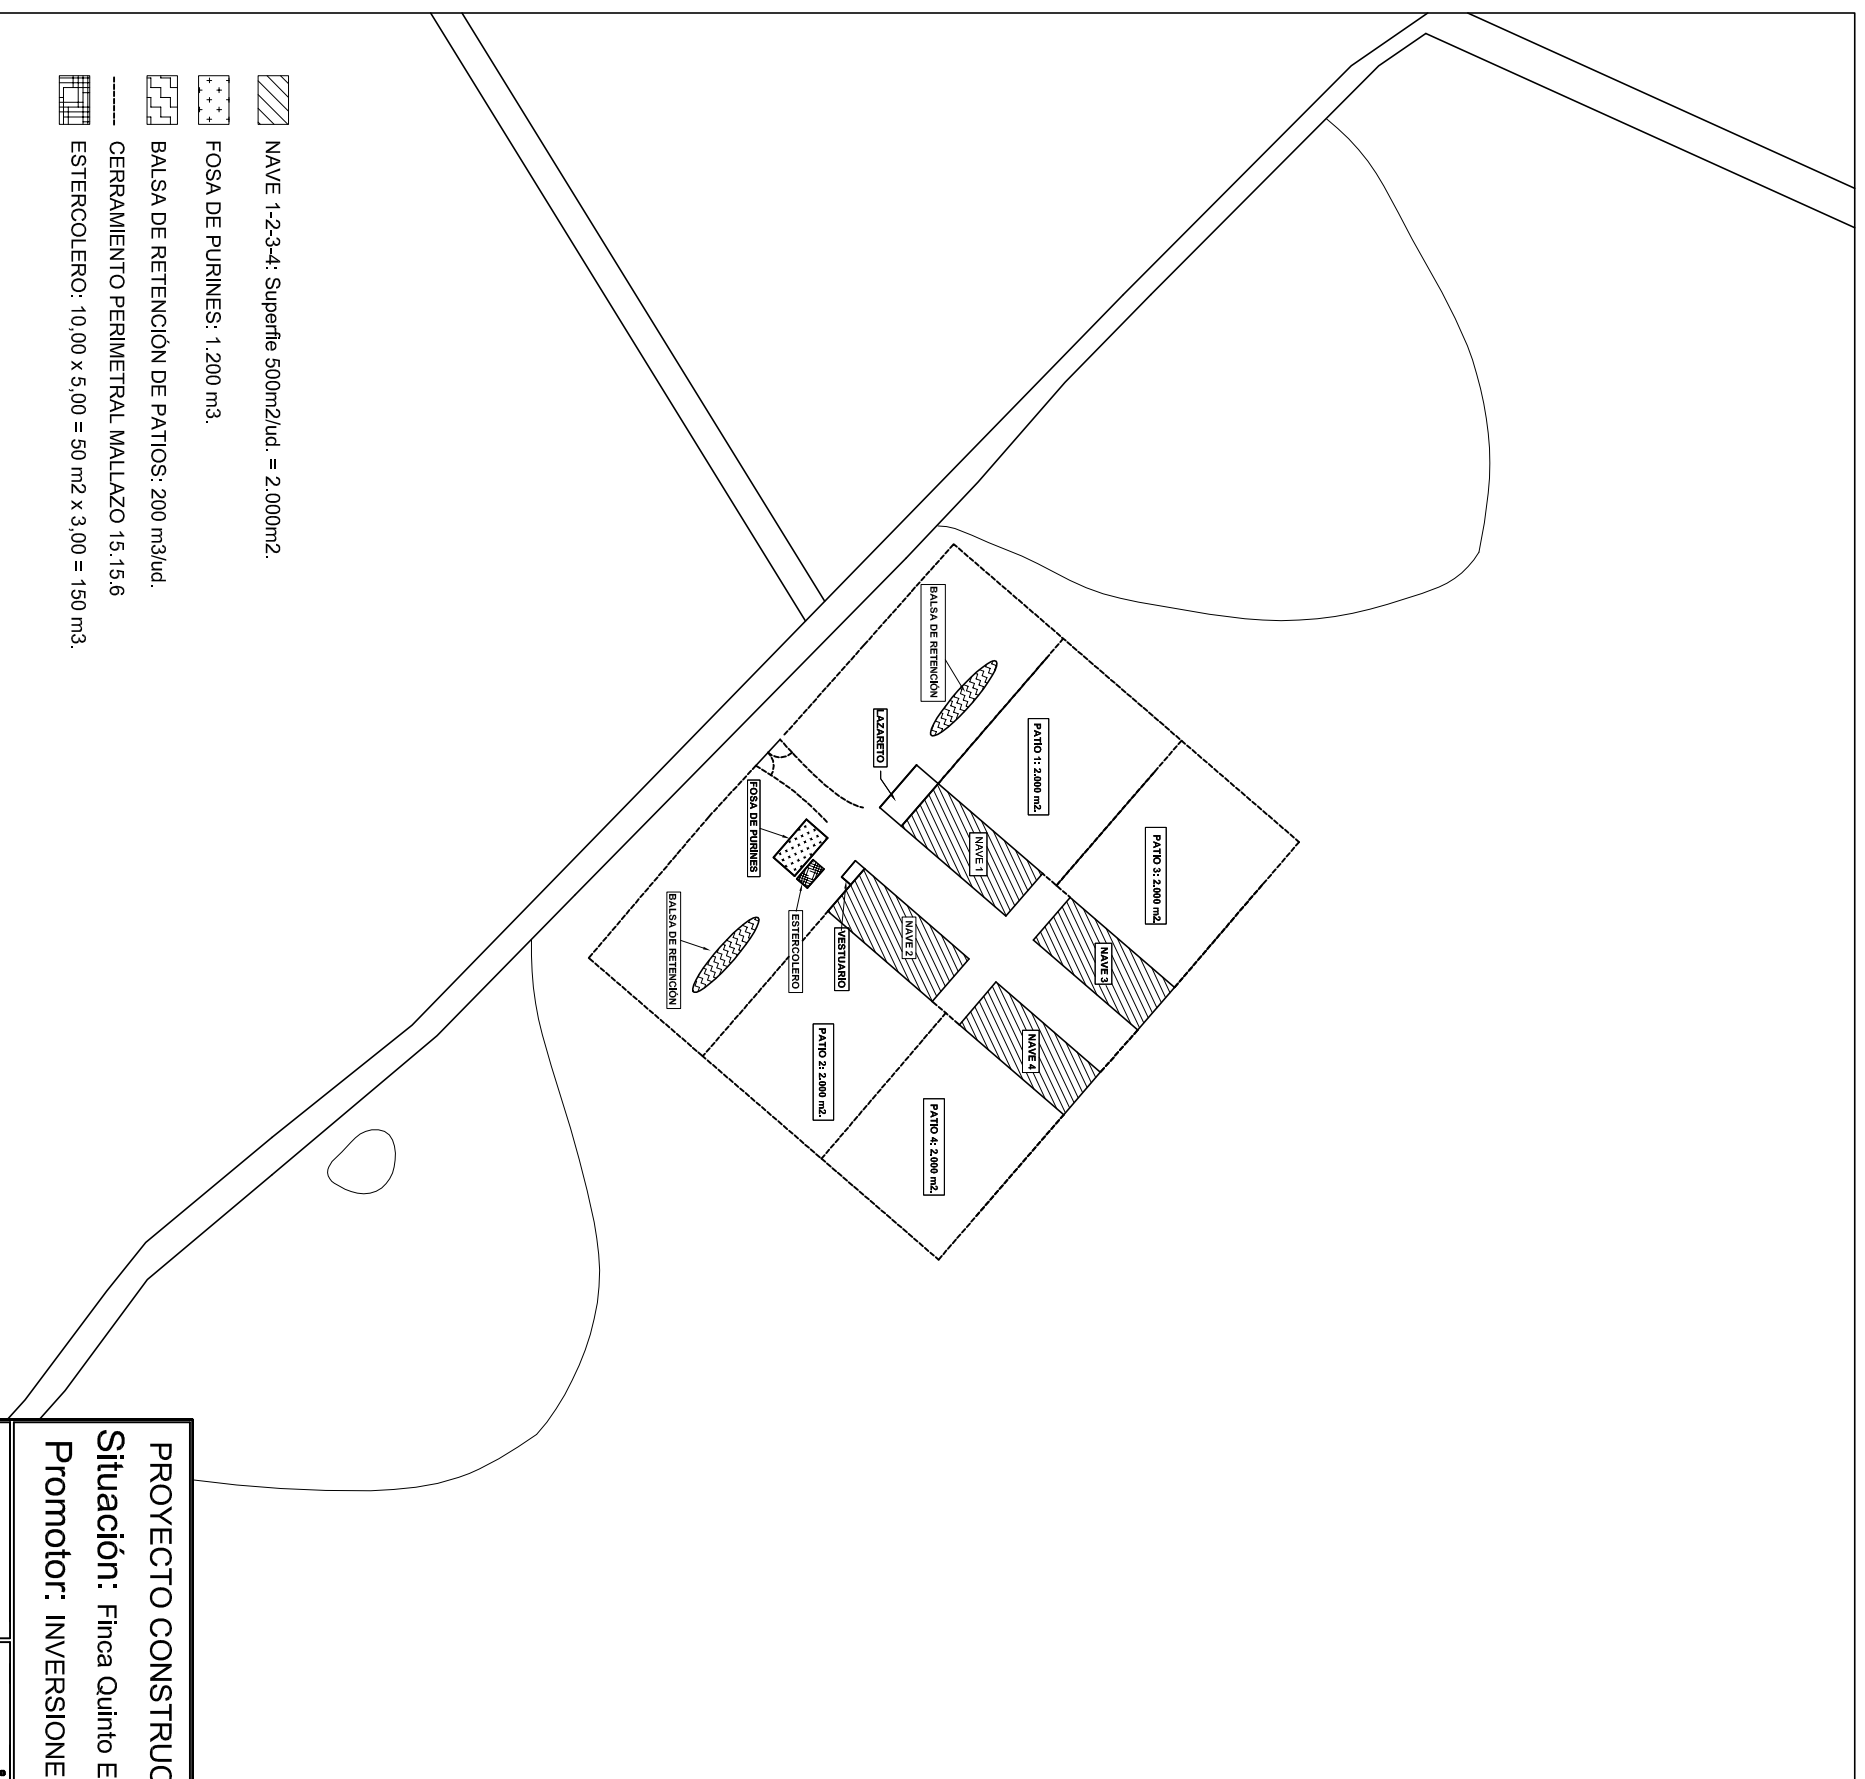 NAVE 1-2-3-4: Superfie 500m2/ud. = 2.000m2.
FOSA DE PURINES: 1.200 m3.
BALSA DE RETENCIÓN DE PATIOS: 200 m3/ud.
CERRAMIENTO PERIMETRAL MALLAZO 15.15.6
ESTERCOLERO: 10,00 x 5,00 = 50 m2 x 3,00 = 150 m3.
PATIO 3: 2.000 m2.
NAVE 3
PATIO 1: 2.000 m2.
NAVE 4
NAVE 1
BALSA DE RETENCIÓN
PATIO 4: 2.000 m2.
NAVE 2
LAZARETO
VESTUARIO
PATIO 2: 2.000 m2.
ESTERCOLERO
FOSA DE PURINES
BALSA DE RETENCIÓN
PROYECTO CONSTRUC
Situación: Finca Quinto E
Promotor: INVERSIONE